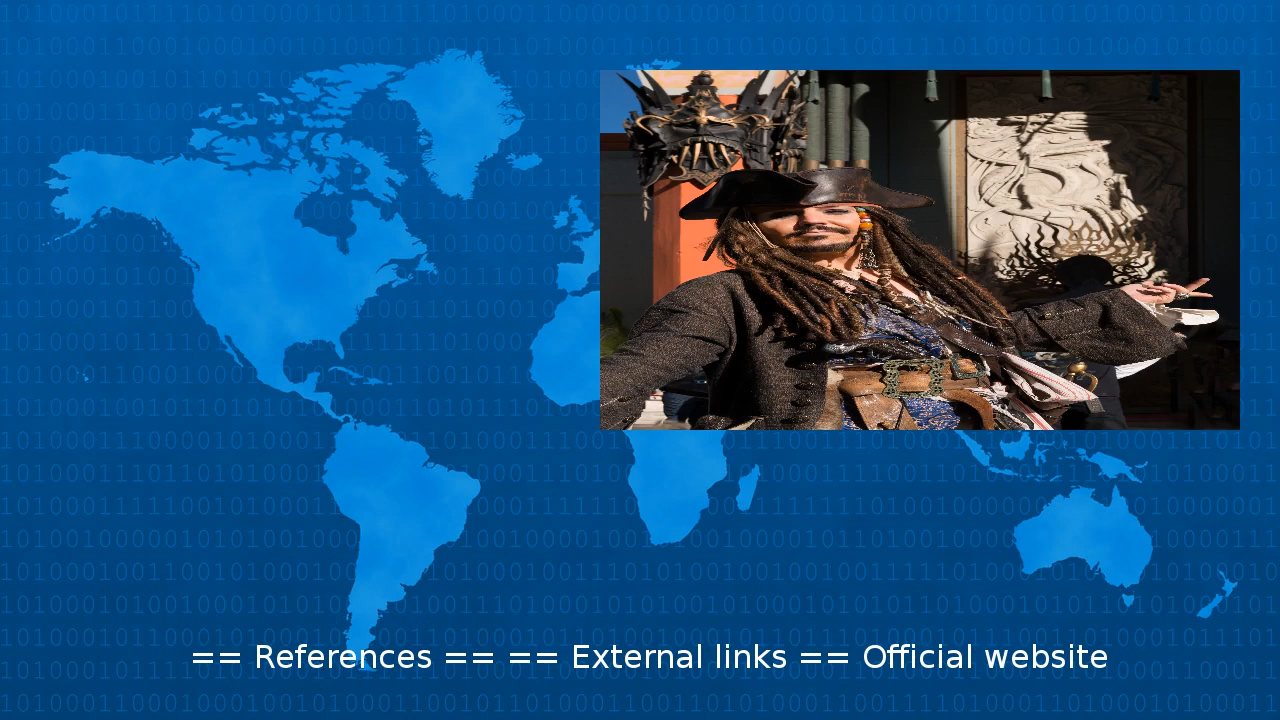 == References == == External links == Official website